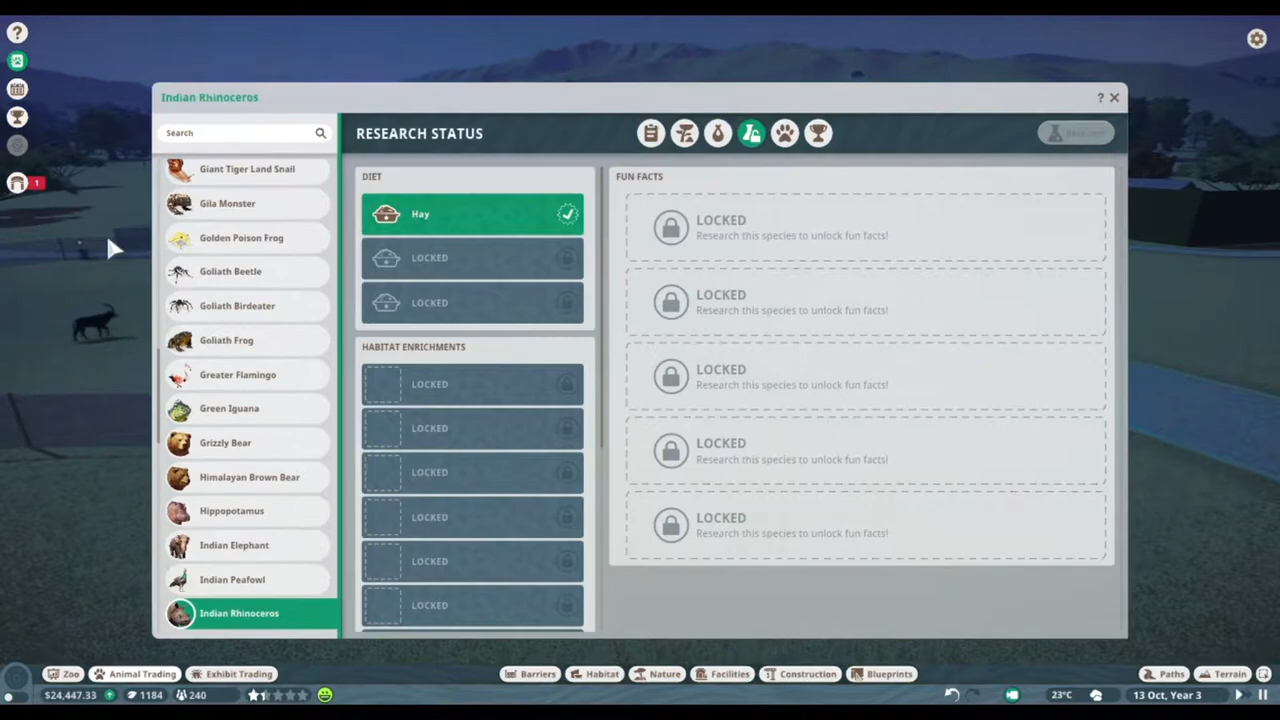 ?
Indian Rhinoceros
?
Search
RESEARCH STATUS
1
Giant Tiger Land Snail
Gila Monster
Golden Poison Frog
Goliath Beetle
Goliath Birdeater
Goliath Frog
Greater Flamingo
Green Iguana
Grizzly Bear
Himalayan Brown Bear
Hippopotamus
Indian Elephant
Indian Peafowl
Indian Rhinoceros
DIET
Hay
LOCKED
LOCKED
HABITAT ENRICHMENTS
LOCKED
LOCKED
LOCKED
LOCKED
LOCKED
LOCKED
FUN FACTS
LOCKED
Research this species to unlock fun facts!
LOCKED
Research this species to unlock fun facts!
LOCKED
Research this species to unlock fun facts!
LOCKED
Research this species to unlock fun facts!
LOCKED
Research this species to unlock fun facts!
Zoo
Animal Trading
Exhibit Trading
Barriers
Habitat
Nature
Facilities
Construction
Blueprints
Paths
Terrain
$24,447.33
1184
240
23°C
13 Oct, Year 3